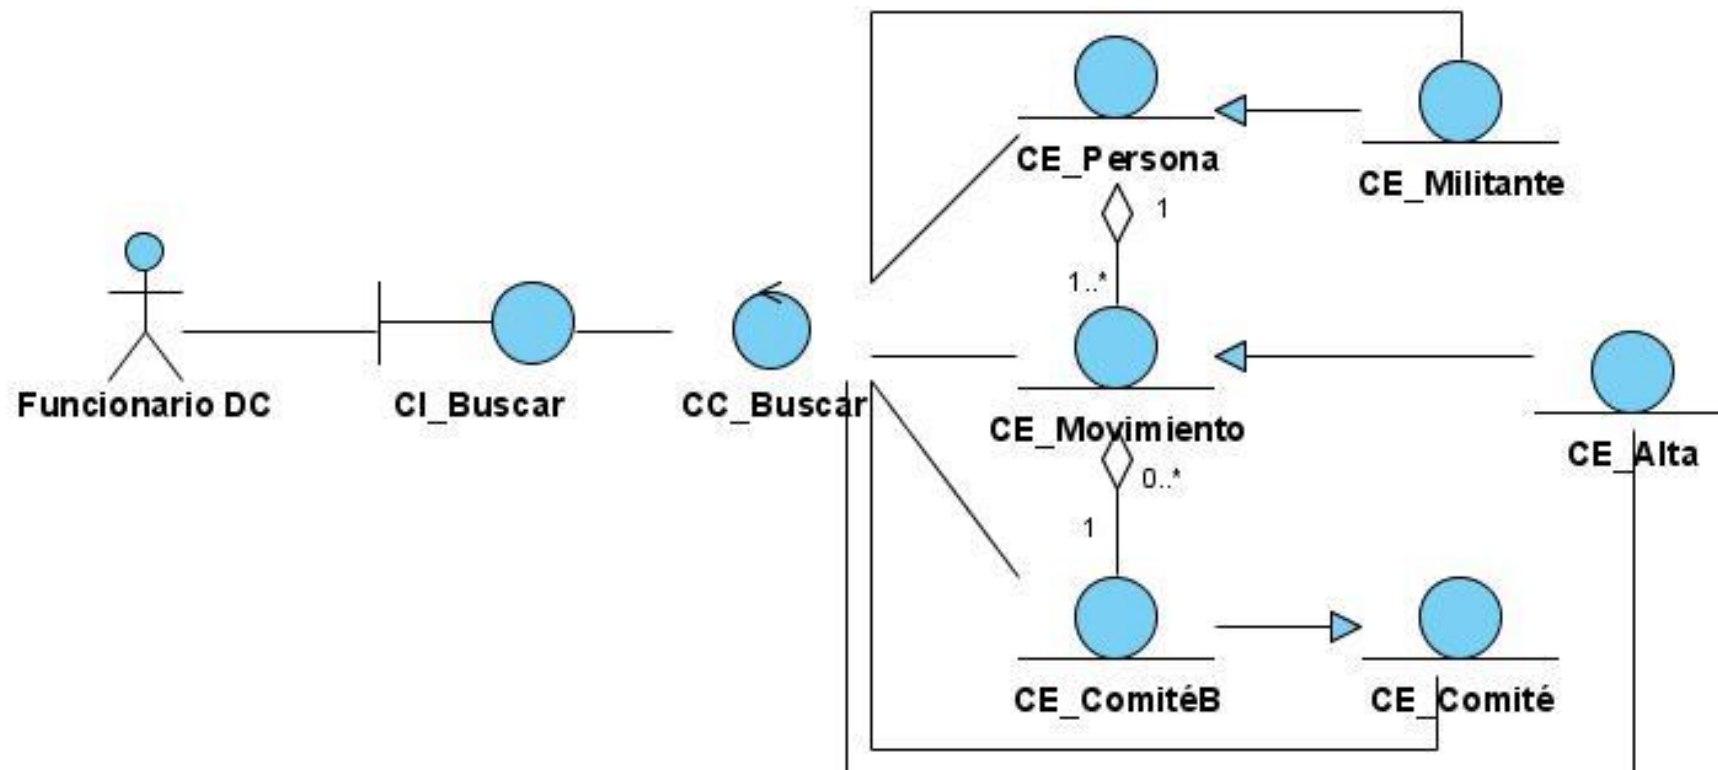 CE_Persona
CE_Militante
1
1..*
Funcionario DC
CI_Buscar
CC_Buscar
CE_Movimiento
CE_Alta
0..*
1
CE_ComitéB
CE_Comité